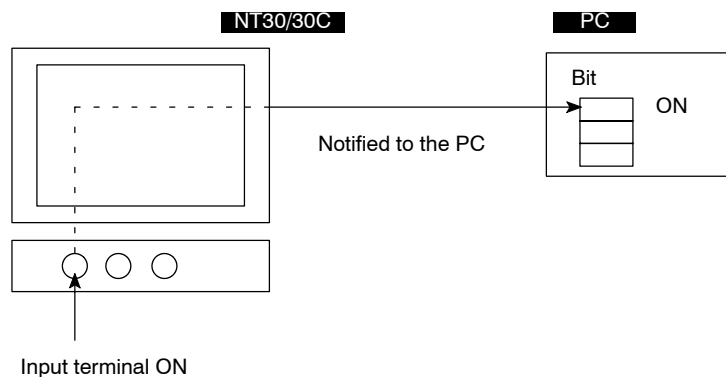 NT30/30C
PC
Bit
ON
Notified to the PC
Input terminal ON